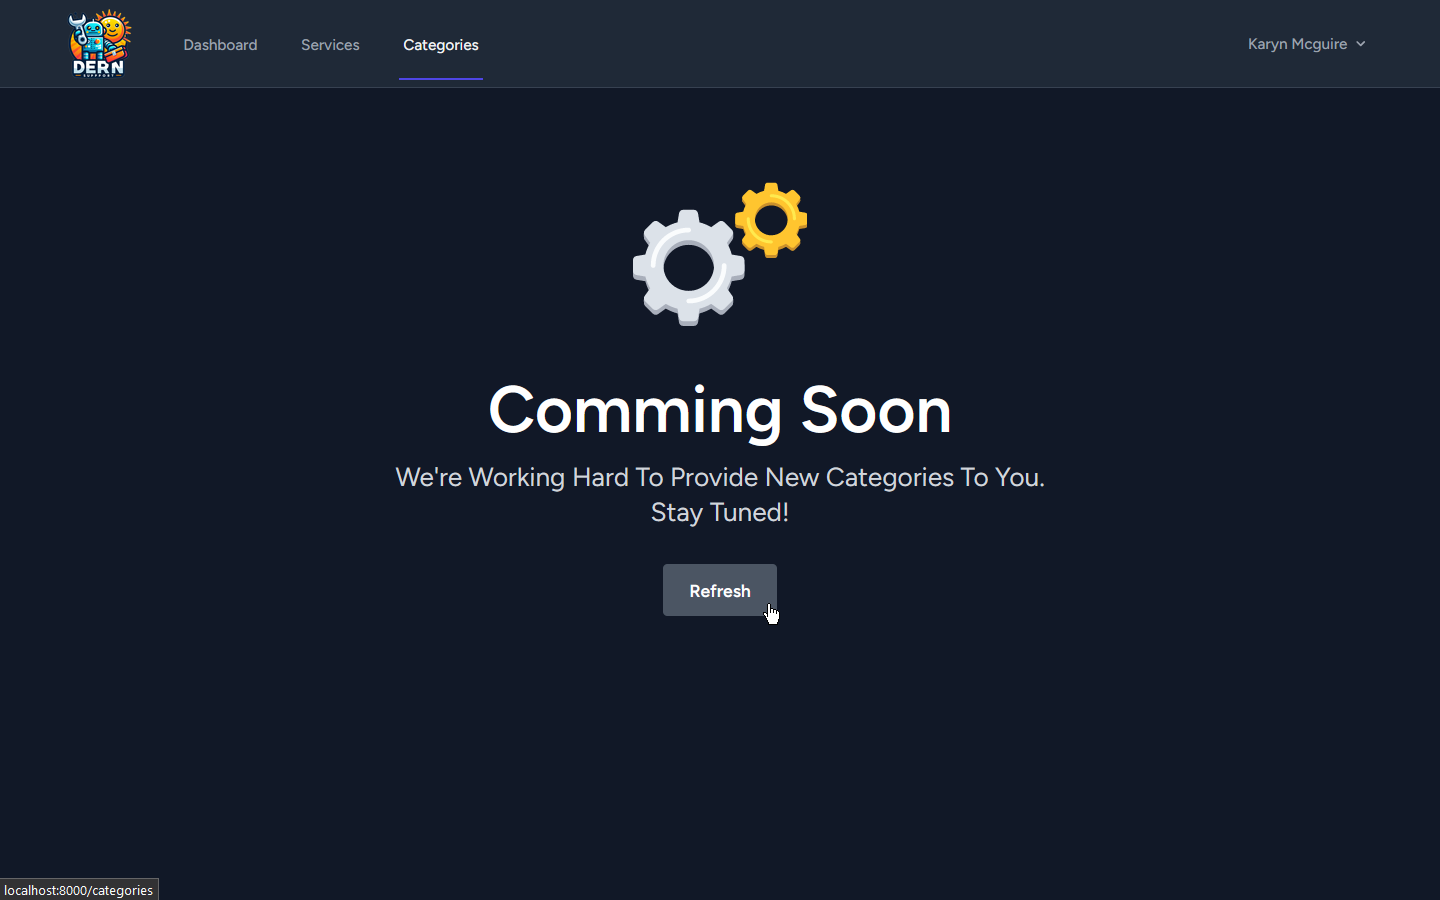 DERN
SUPPPORT
Dashboard
Services
Categories
Karyn Mcguire
Comming Soon
We're Working Hard To Provide New Categories To You.
Stay Tuned!
Refresh
localhost:8000/categories